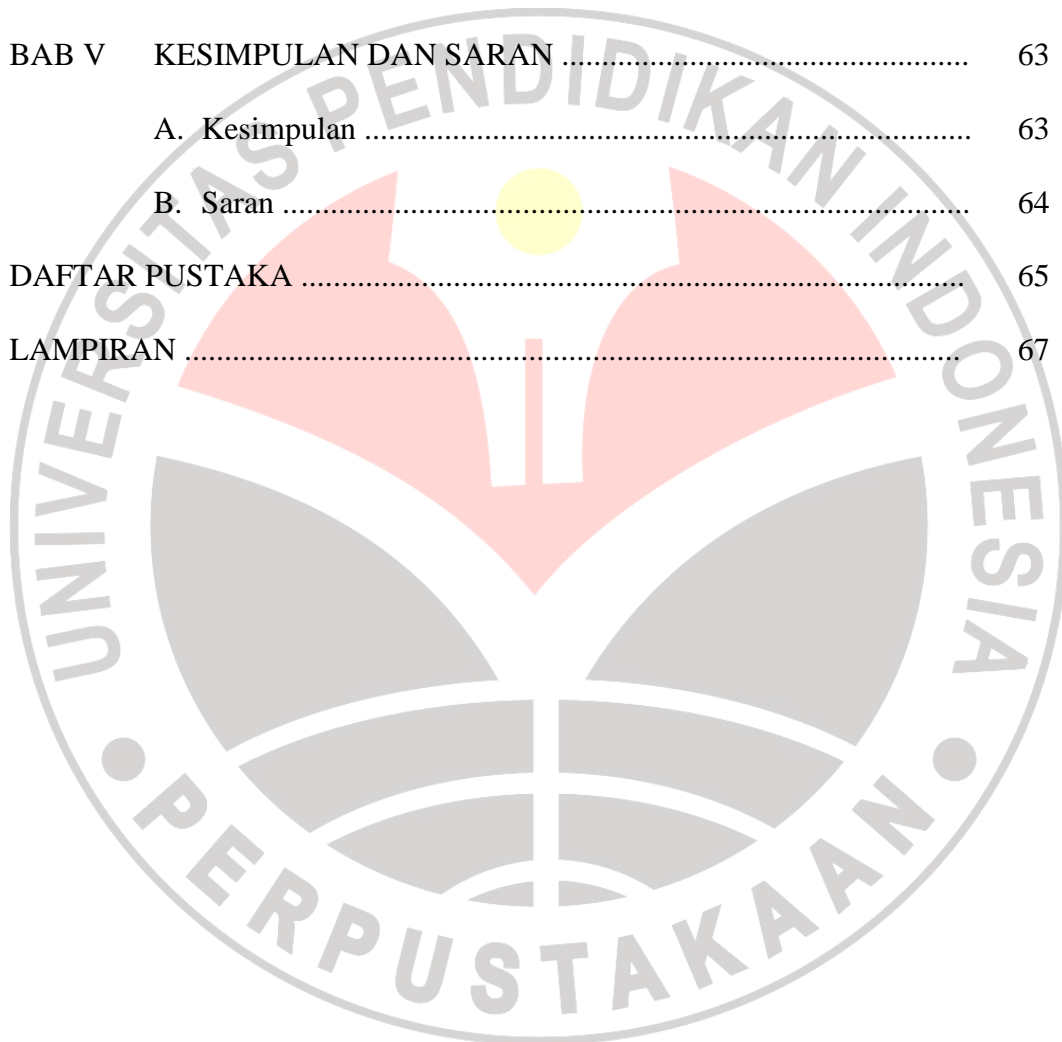 BAB V KESIMPULAN DAN SARAN ................................................... 63
A. Kesimpulan ............................................................................ 63
B. Saran ...................................................................................... 64
DAFTAR PUSTAKA ................................................................................... 65
LAMPIRAN ................................................................................................. 67
UNIVERSITAS PENDIDIKAN INDONESIA
PERPUSTAKAAN